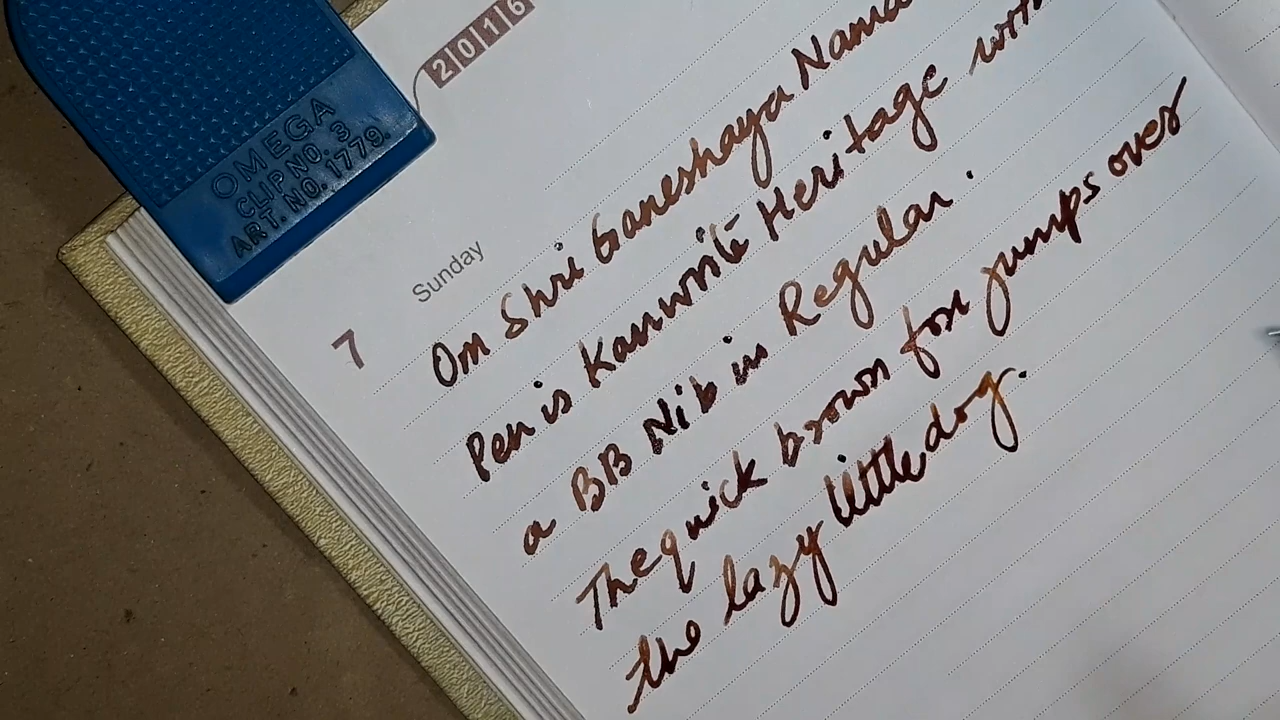 OMEGA
CLIP NO. 3
ART. NO. 1779.
2016
Sunday
7
Om Shri Ganeshaya Nama
Pen is Kanwrite Heritage with
a BB Nib in Regular.
The quick brown fox jumps over
the lazy little dog.